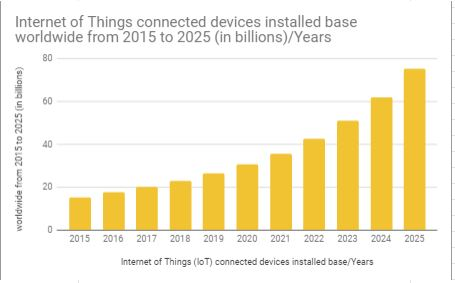 Internet of Things connected devices installed base
worldwide from 2015 to 2025 (in billions)/Years
worldwide from 2015 to 2025 (in billions)
80
60
40
20
0
2015 2016 2017 2018 2019 2020 2021 2022 2023 2024 2025
Internet of Things (IoT) connected devices installed base/Years